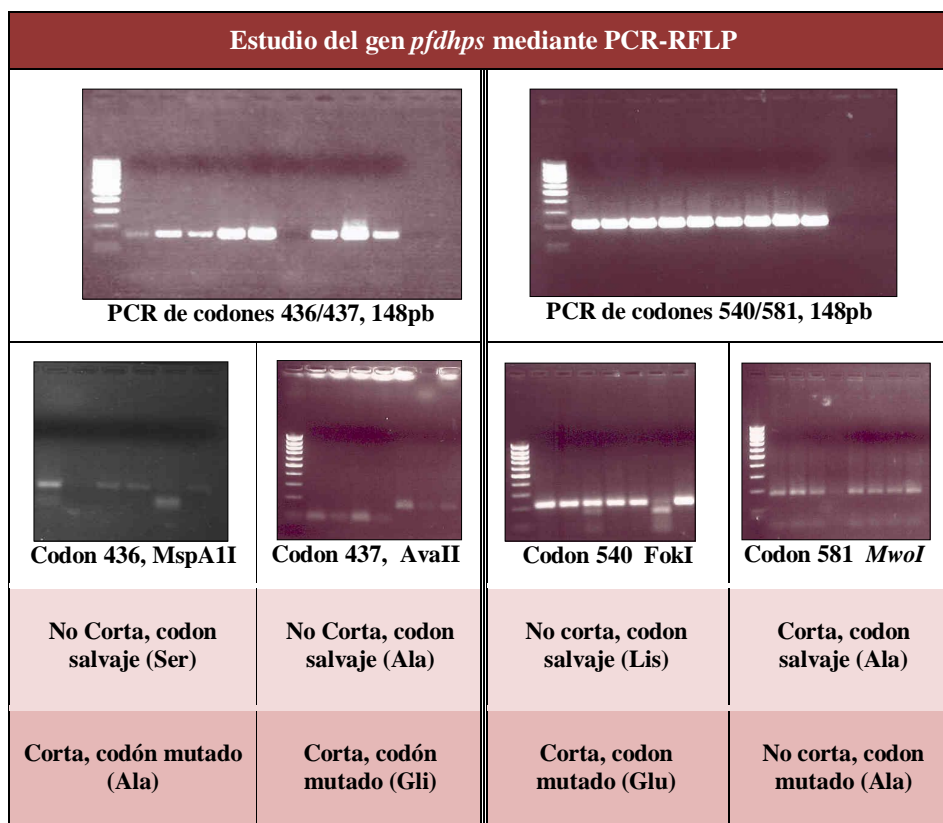 Estudio del gen pfdhps mediante PCR-RFLP
PCR de codones 436/437, 148pb
PCR de codones 540/581, 148pb
Codon 436, MspA1I
Codon 437, AvaII
Codon 540 FokI
Codon 581 MwoI
No Corta, codon
salvaje (Ser)
No Corta, codon
salvaje (Ala)
No corta, codon
salvaje (Lis)
Corta, codon
salvaje (Ala)
Corta, codón mutado
(Ala)
Corta, codón
mutado (Gli)
Corta, codon
mutado (Glu)
No corta, codon
mutado (Ala)